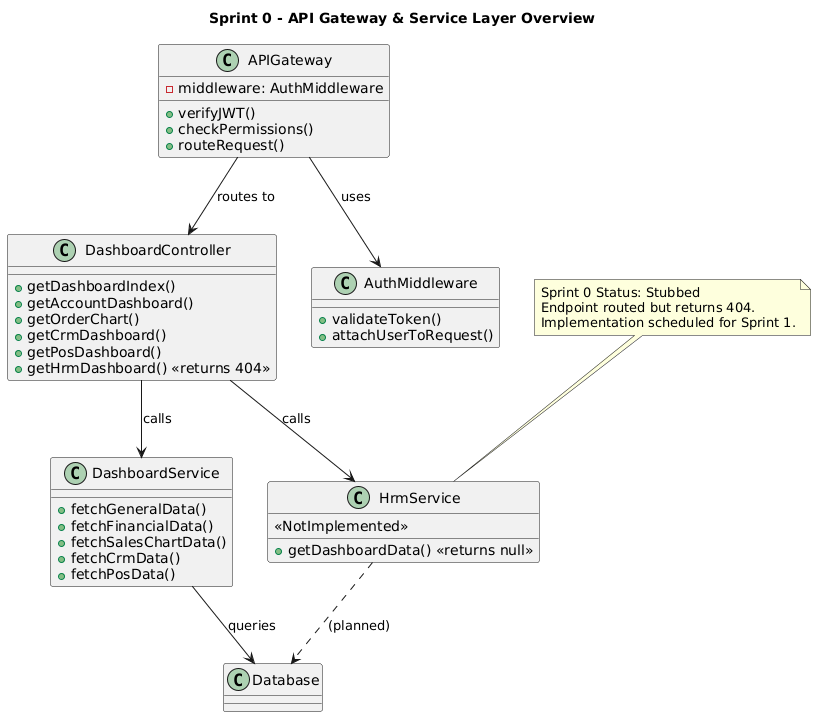 Sprint 0 - API Gateway & Service Layer Overview
C APIGateway
middleware: AuthMiddleware
verifyJWT()
checkPermissions()
routeRequest()
routes to
uses
C DashboardController
getDashboardIndex()
getAccountDashboard()
getOrderChart()
getCrmDashboard()
getPosDashboard()
getHrmDashboard() «returns 404»
C AuthMiddleware
validateToken()
attachUserToRequest()
Sprint 0 Status: Stubbed
Endpoint routed but returns 404.
Implementation scheduled for Sprint 1.
calls
calls
C DashboardService
fetchGeneralData()
fetchFinancialData()
fetchSalesChartData()
fetchCrmData()
fetchPosData()
C HrmService
«NotImplemented»
getDashboardData() «returns null»
queries
(planned)
C Database